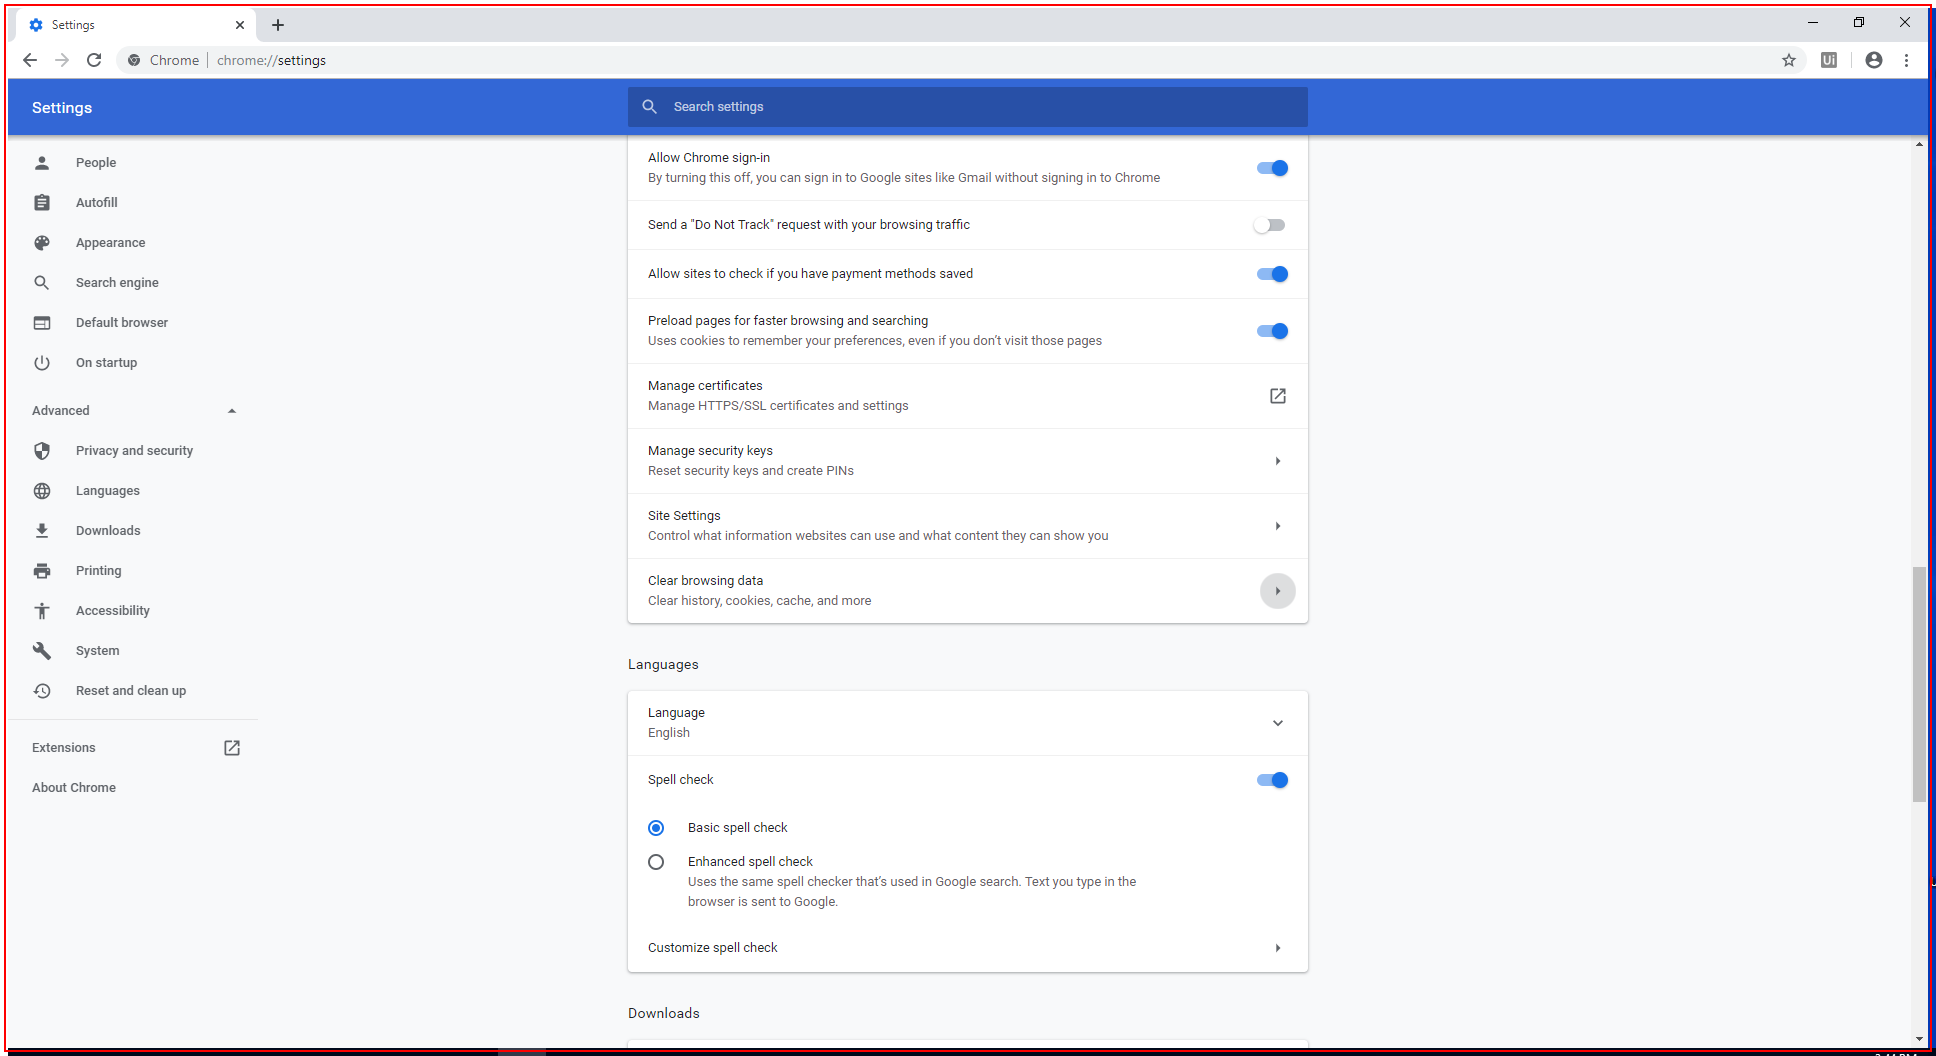 Settings
Chrome
chrome://settings
Ui
Settings
Search settings
People
Autofill
Appearance
Search engine
Default browser
On startup
Advanced
Privacy and security
Languages
Downloads
Printing
Accessibility
System
Reset and clean up
Extensions
About Chrome
Allow Chrome sign-in
By turning this off, you can sign in to Google sites like Gmail without signing in to Chrome
Send a "Do Not Track" request with your browsing traffic
Allow sites to check if you have payment methods saved
Preload pages for faster browsing and searching
Uses cookies to remember your preferences, even if you don’t visit those pages
Manage certificates
Manage HTTPS/SSL certificates and settings
Manage security keys
Reset security keys and create PINs
Site Settings
Control what information websites can use and what content they can show you
Clear browsing data
Clear history, cookies, cache, and more
Languages
Language
English
Spell check
Basic spell check
Enhanced spell check
Uses the same spell checker that’s used in Google search. Text you type in the
browser is sent to Google.
Customize spell check
Downloads